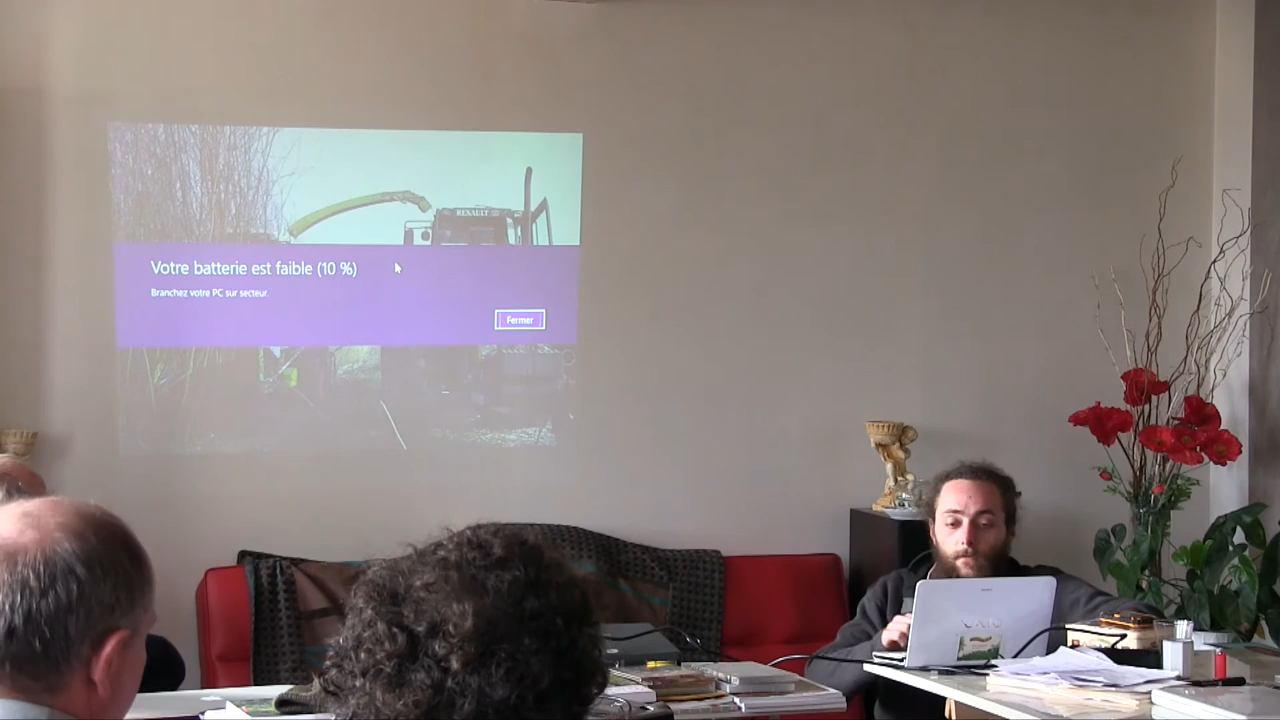 RENAULT
Votre batterie est faible (10 %)
Branchez votre PC sur secteur.
Fermer
VAIO